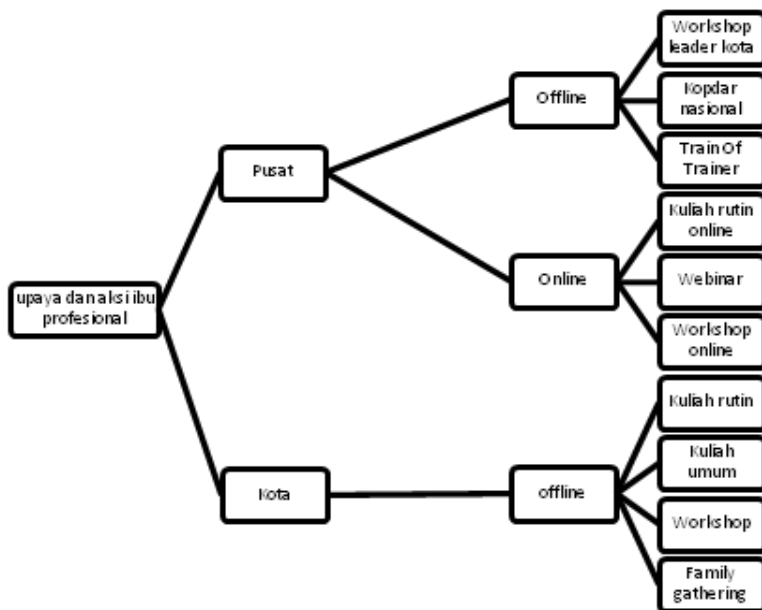 upaya dan aksi ibu
profesional
Pusat
Offline
Workshop
leader kota
Kopdar
nasional
Train Of
Trainer
Online
Kuliah rutin
online
Webinar
Workshop
online
Kota
offline
Kuliah rutin
Kuliah
umum
Workshop
Family
gathering